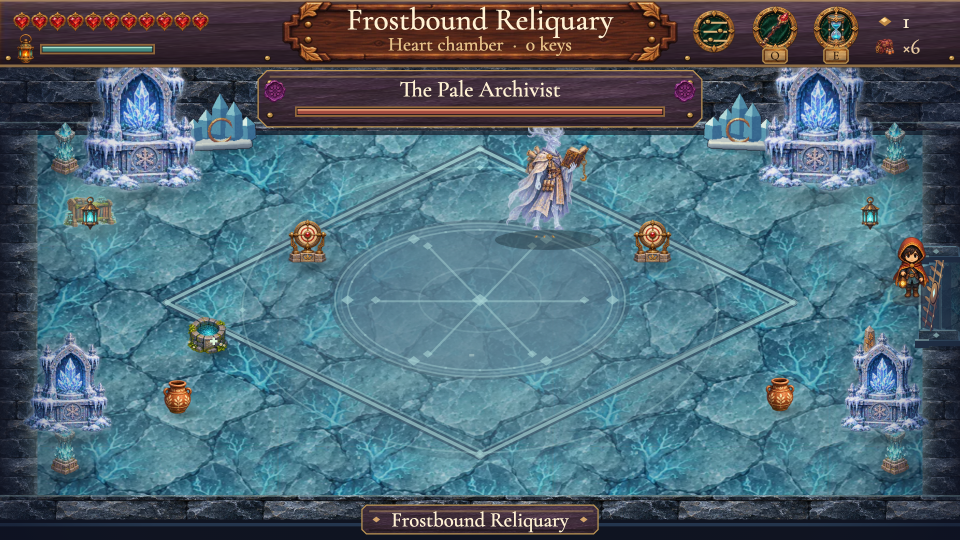 Frostbound Reliquary
Heart chamber · 0 keys
Q
E
1
×6
The Pale Archivist
Frostbound Reliquary